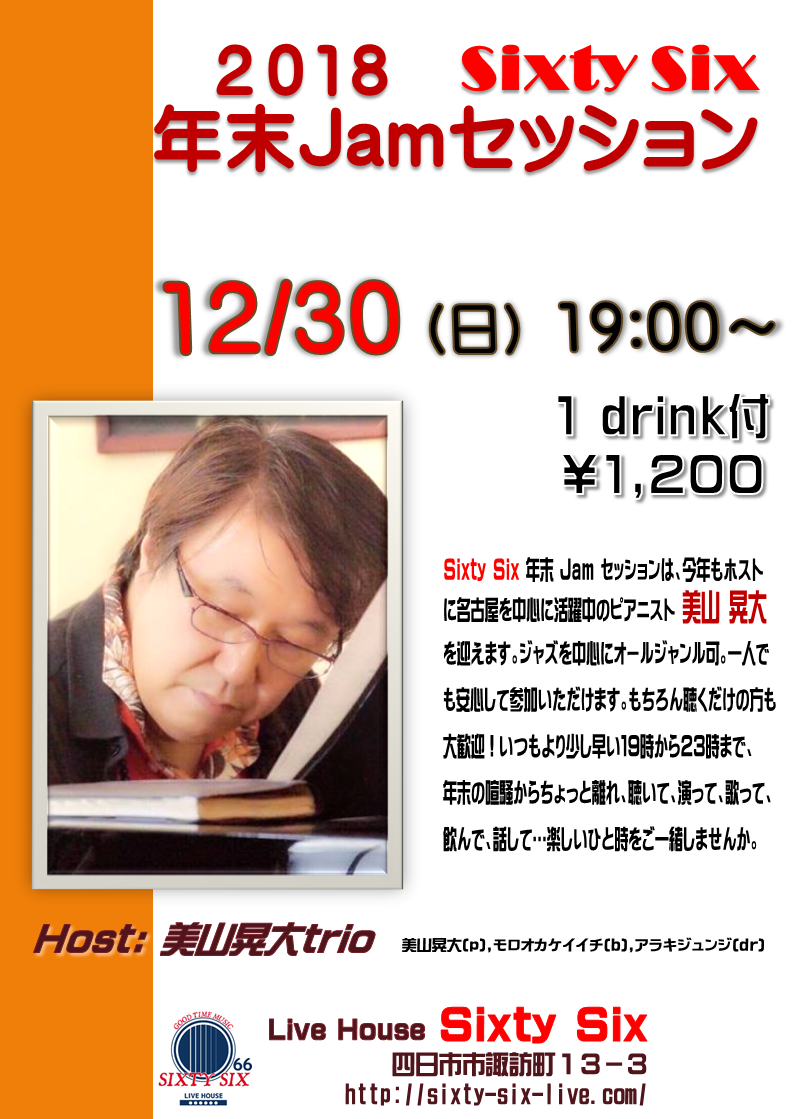 2018 Sixty Six
年末Jamセッション
12/30（日）19:00～
1 drink付
¥1,200
Sixty Six 年末 Jam セッションは、今年もホスト
に名古屋を中心に活躍中のピアニスト 美山 晃大
を迎えます。ジャズを中心にオールジャンル可。一人で
も安心して参加いただけます。もちろん聴くだけの方も
大歓迎！いつもより少し早い19時から23時まで、
年末の喧騒からちょっと離れ、聴いて、演って、歌って、
飲んで、話して…楽しいひと時をご一緒しませんか。
Host: 美山晃大trio 美山晃大(p),モロオカケイイチ(b),アラキジュンジ(dr)
GOOD TIME MUSIC
66
SIXTY SIX
LIVE HOUSE
Live House Sixty Six
四日市市諏訪町１３－３
http://sixty-six-live.com/